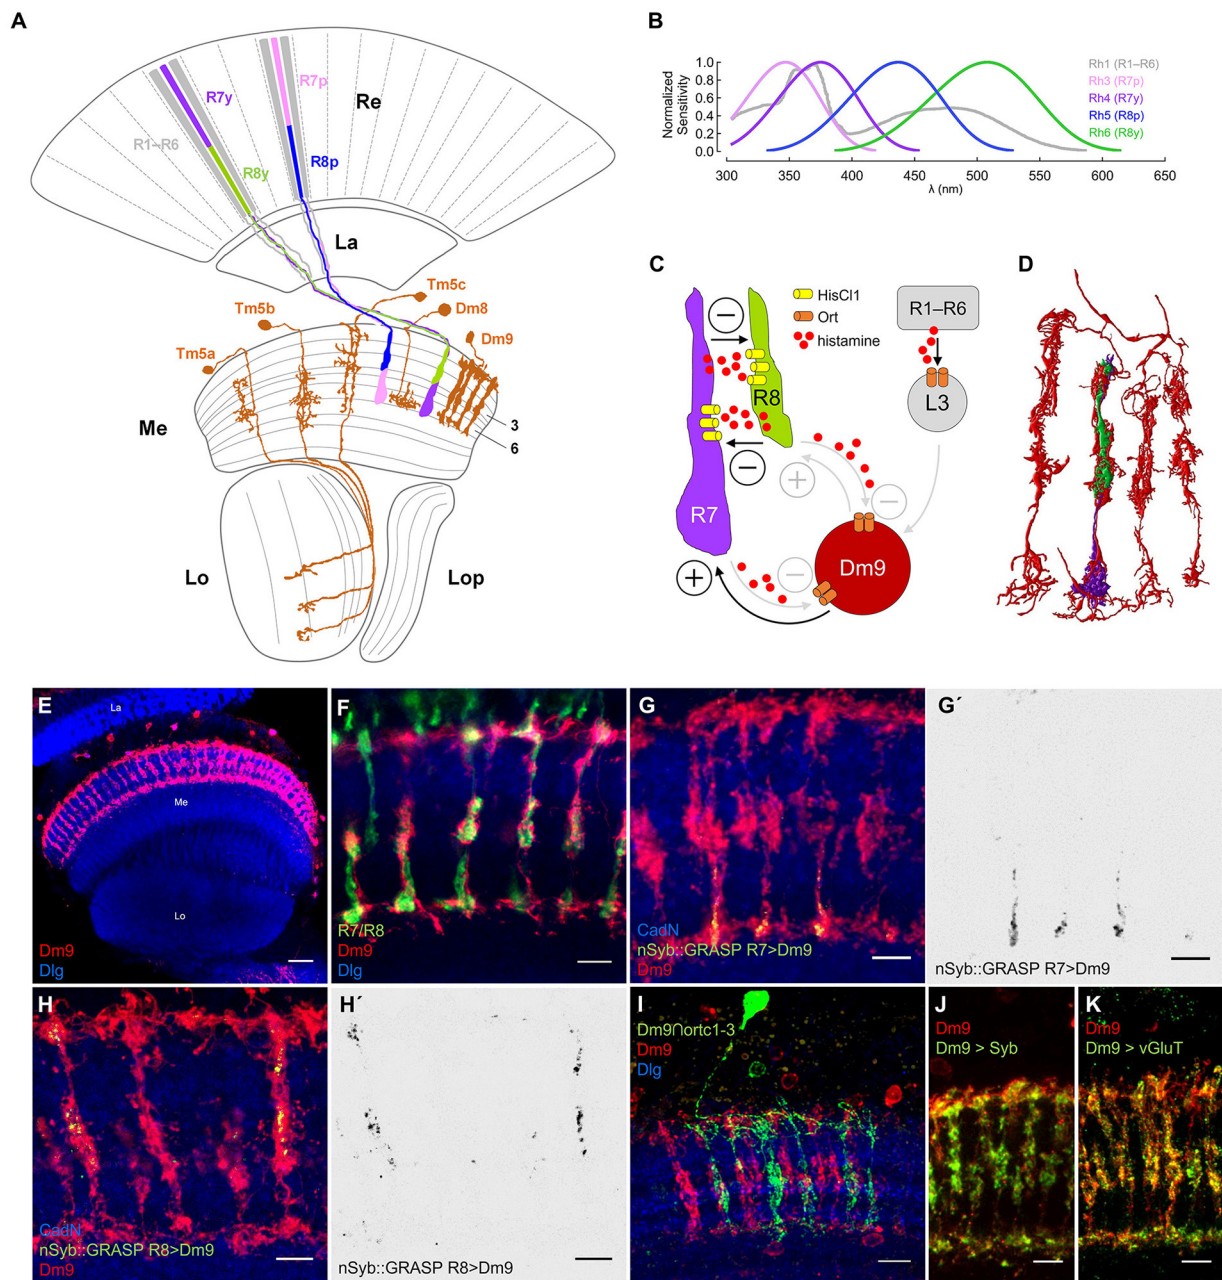 A
R7y
R7p
Re
R1–R6
R8y
R8p
La
Tm5c
Tm5b
Dm8
Dm9
Tm5a
Me
3
6
Lo
Lop
B
Normalized
Sensitivity
1.0
0.8
0.6
0.4
0.2
0.0
300
350
400
450
500
550
600
650
λ (nm)
Rh1 (R1–R6)
Rh3 (R7p)
Rh4 (R7y)
Rh5 (R8p)
Rh6 (R8y)
C
HisCl1
Ort
histamine
R1–R6
−
R8
L3
−
R7
+
−
Dm9
−
+
D
E
La
Me
Lo
Dm9
Dlg
F
R7/R8
Dm9
Dlg
G
CadN
nSyb::GRASP R7>Dm9
Dm9
G´
nSyb::GRASP R7>Dm9
H
CadN
nSyb::GRASP R8>Dm9
Dm9
H´
nSyb::GRASP R8>Dm9
I
Dm9∩ortc1-3
Dm9
Dlg
J
Dm9
Dm9 > Syb
K
Dm9
Dm9 > vGluT